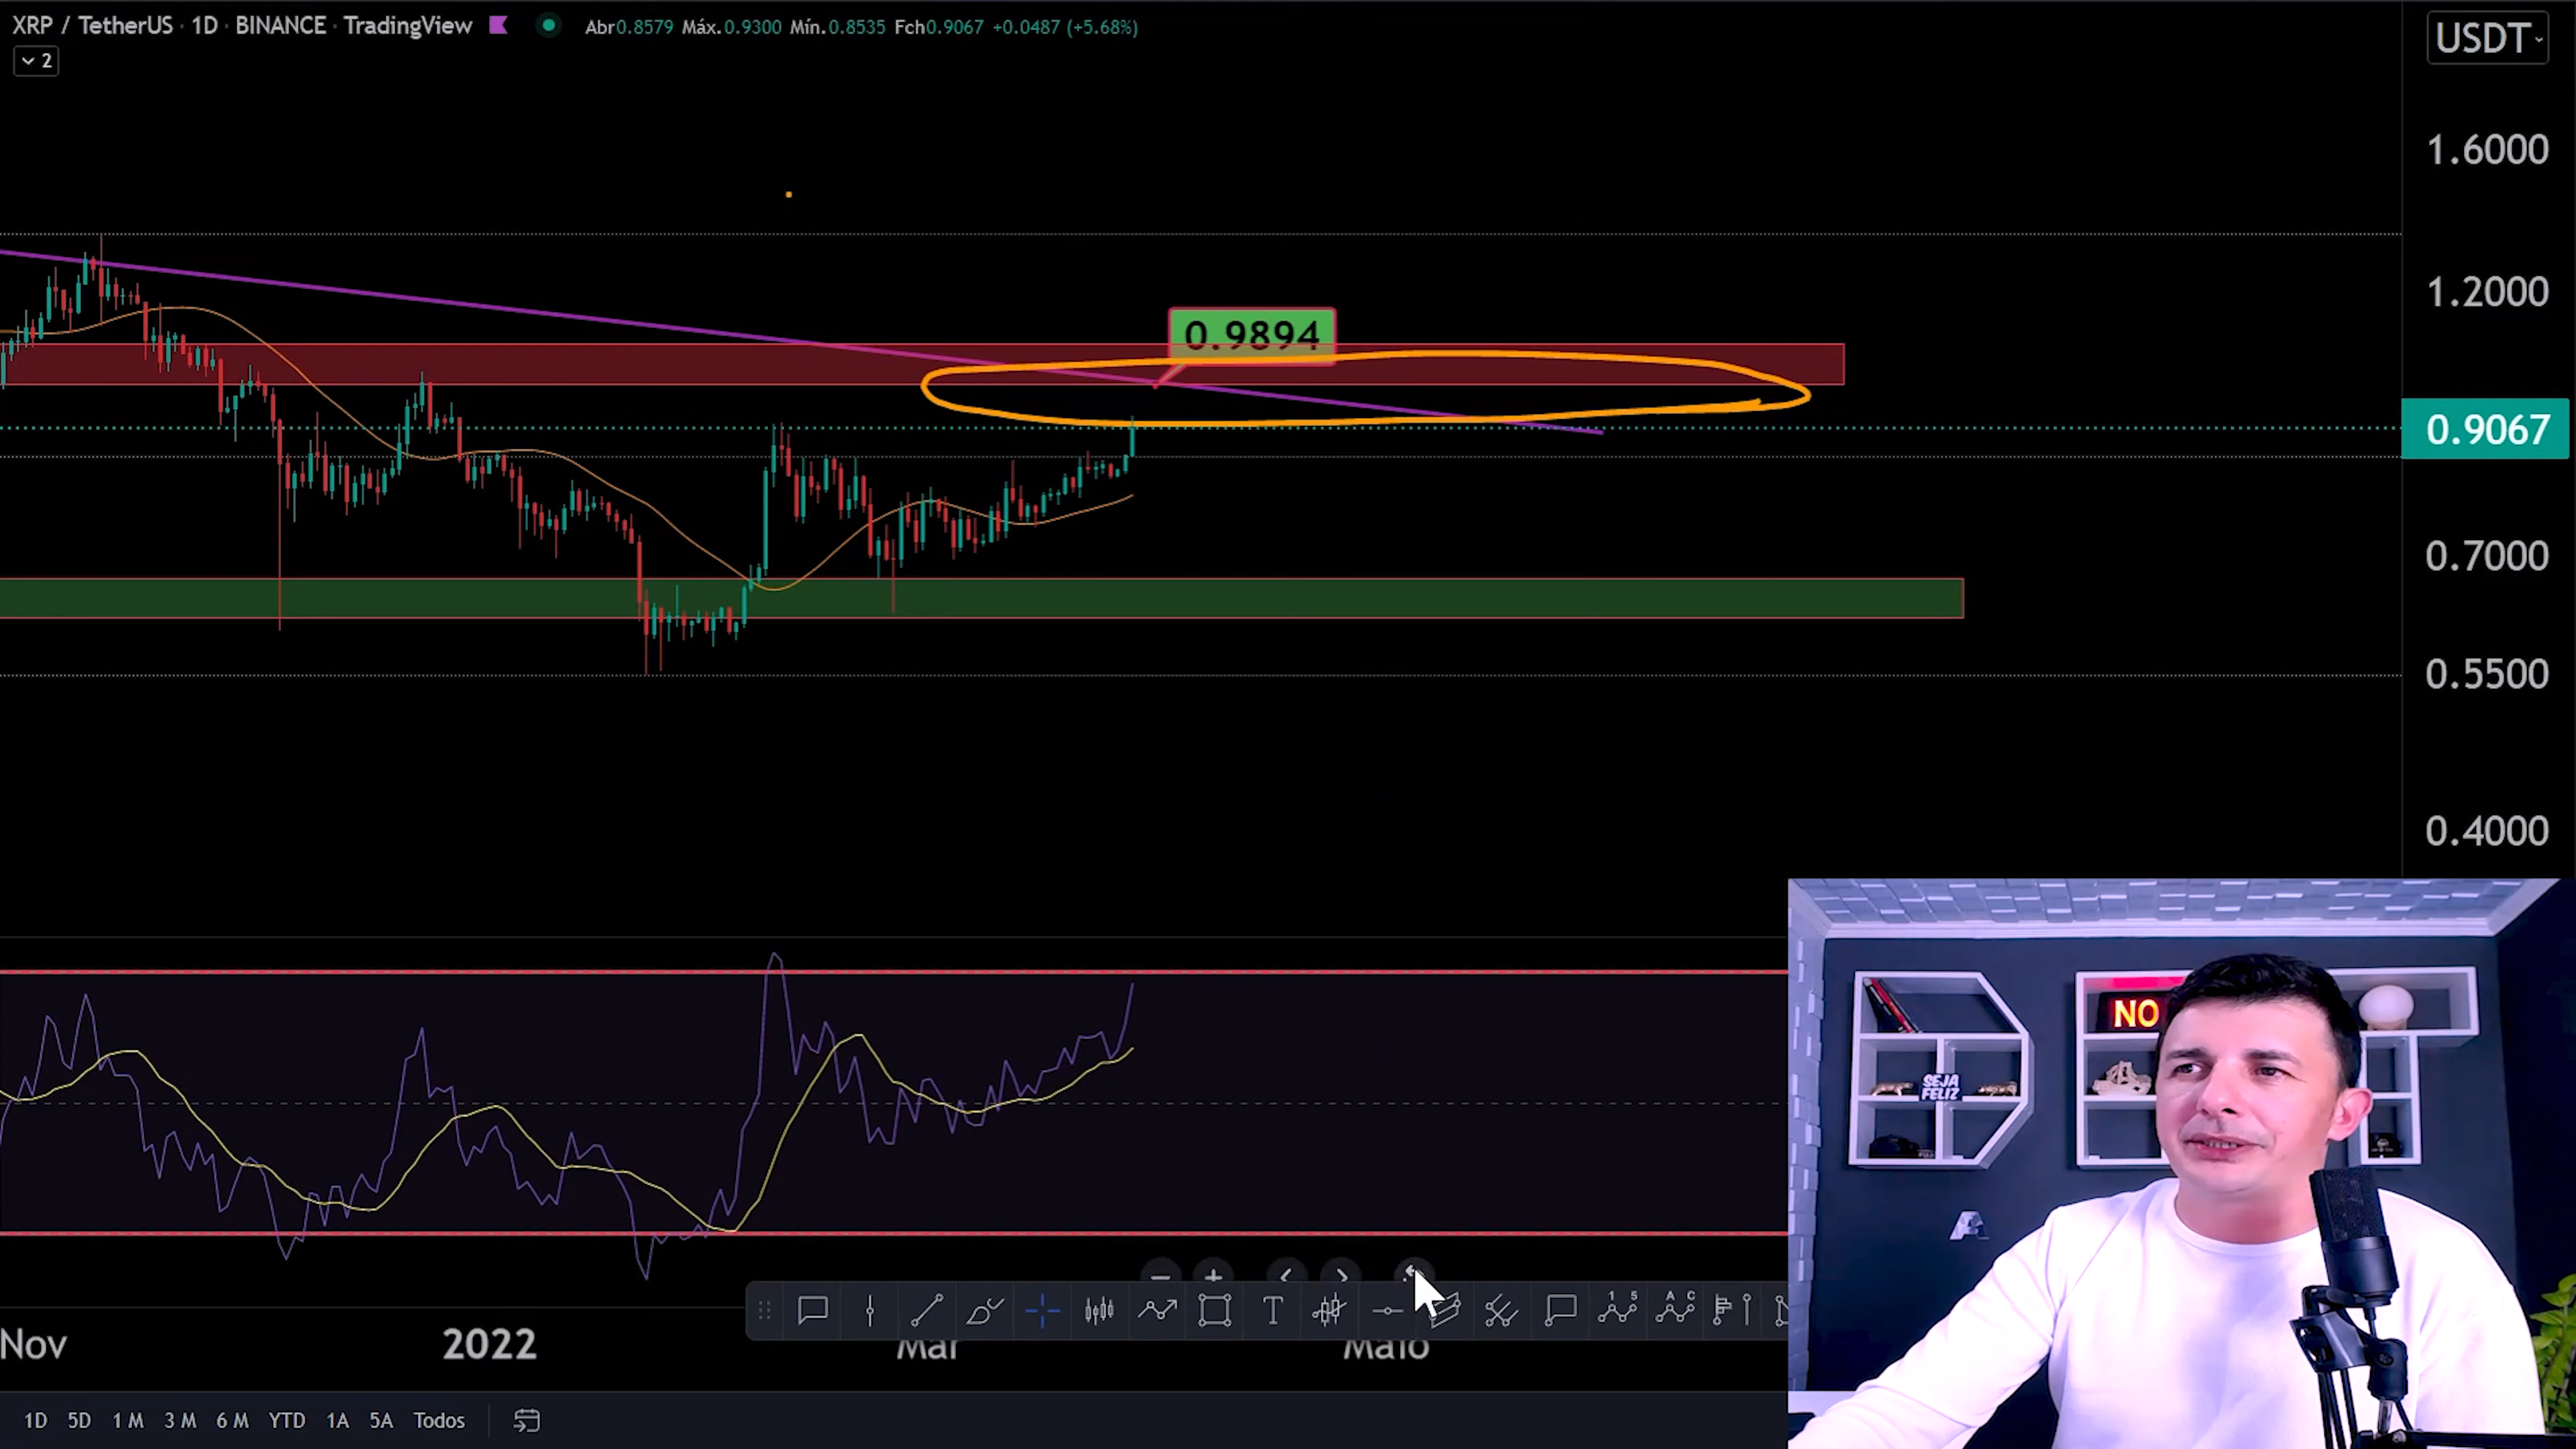 XRP / TetherUS · 1D · BINANCE · TradingView
Abr0.8579 Máx.0.9300 Mín.0.8535 Fch0.9067 +0.0487 (+5.68%)
2
USDT
1.6000
1.2000
0.9894
0.9067
0.7000
0.5500
0.4000
NO
SEJA
FELIZ
T
1 5
A C
Nov
2022
Mar
Maio
1D 5D 1M 3M 6M YTD 1A 5A Todos